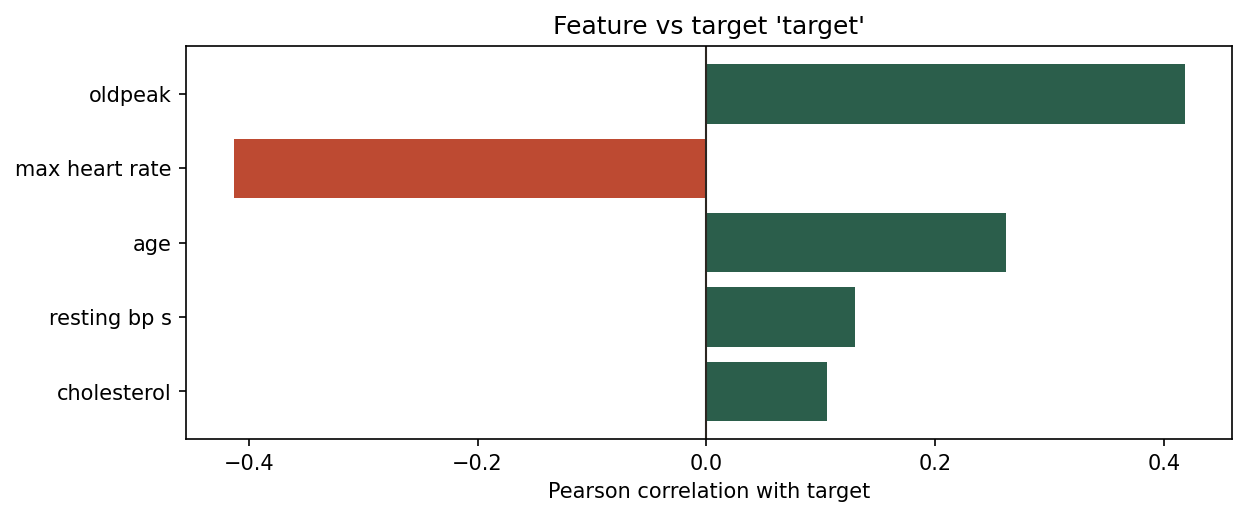 Feature vs target 'target'
oldpeak
max heart rate
age
resting bp s
cholesterol
−0.4 −0.2 0.0 0.2 0.4
Pearson correlation with target